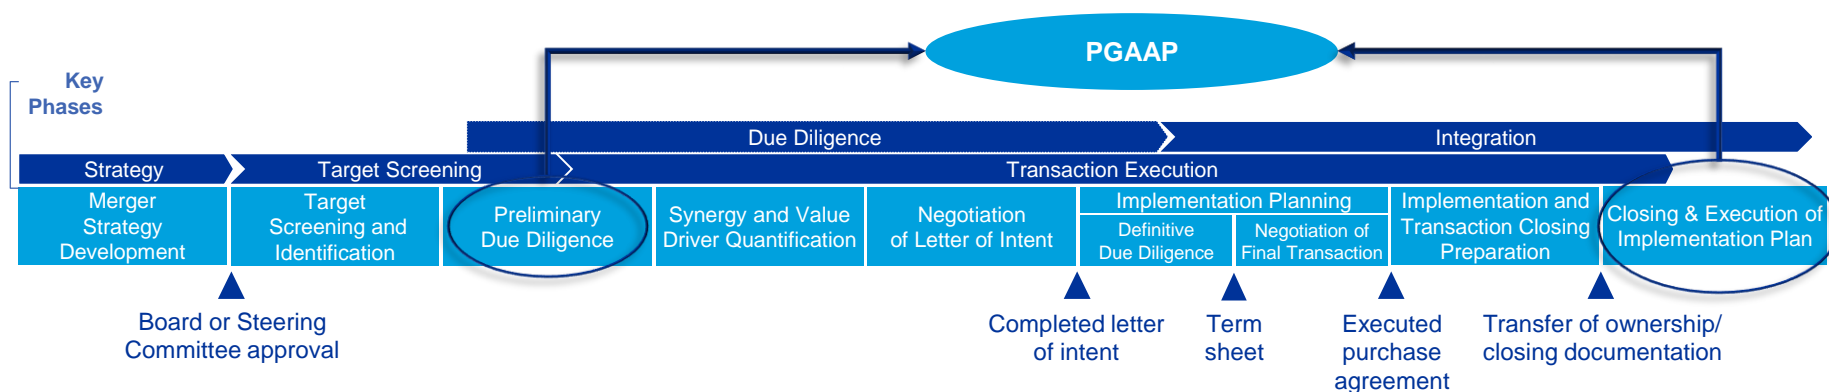 PGAAP
Key
Phases
Due Diligence
Integration
Strategy
Target Screening
Transaction Execution
Merger
Strategy
Development
Target
Screening and
Identification
Preliminary
Due Diligence
Synergy and Value
Driver Quantification
Negotiation
of Letter of Intent
Implementation Planning
Definitive
Due Diligence
Negotiation of
Final Transaction
Implementation and
Transaction Closing
Preparation
Closing & Execution of
Implementation Plan
Board or Steering
Committee approval
Completed letter
of intent
Term
sheet
Executed
purchase
agreement
Transfer of ownership/
closing documentation